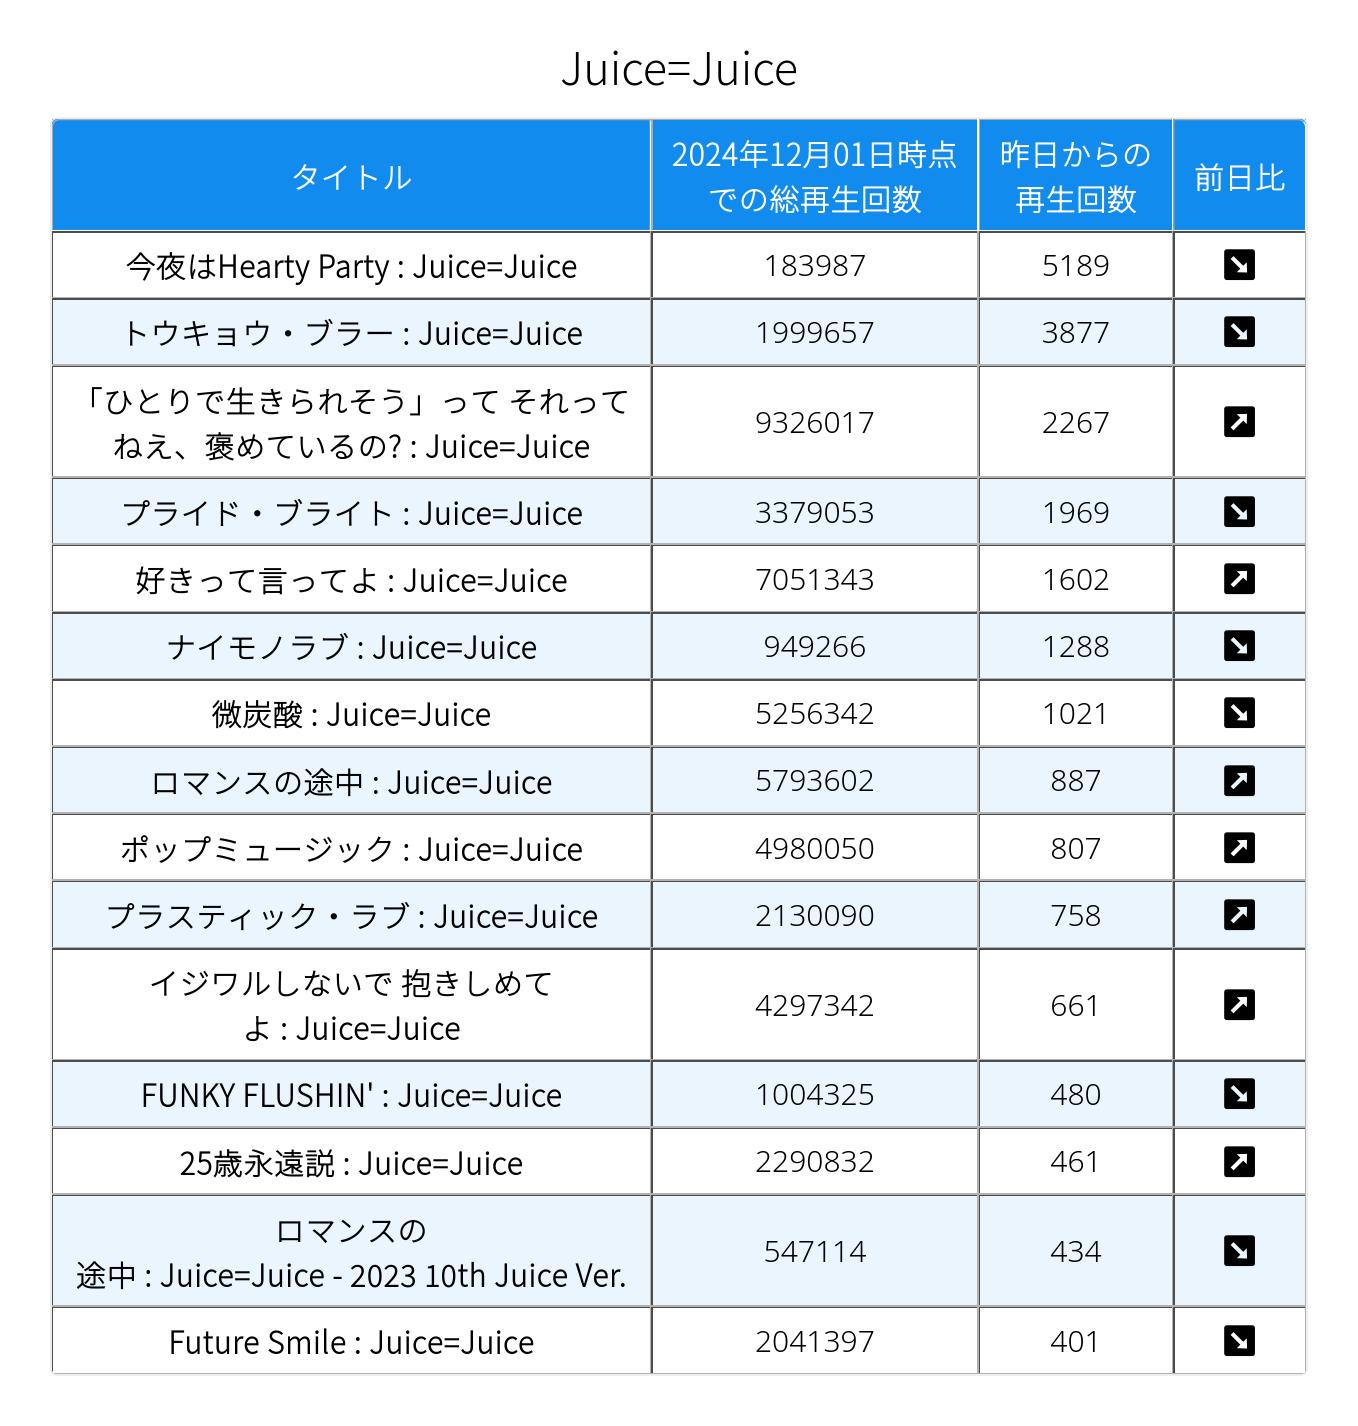 Juice=Juice
タイトル
2024年12月01日時点
での総再生回数
昨日からの
再生回数
前日比
今夜はHearty Party : Juice=Juice
183987
5189
トウキョウ・ブラー : Juice=Juice
1999657
3877
「ひとりで生きられそう」って それって
ねえ、褒めているの? : Juice=Juice
9326017
2267
プライド・ブライト : Juice=Juice
3379053
1969
好きって言ってよ : Juice=Juice
7051343
1602
ナイモノラブ : Juice=Juice
949266
1288
微炭酸 : Juice=Juice
5256342
1021
ロマンスの途中 : Juice=Juice
5793602
887
ポップミュージック : Juice=Juice
4980050
807
プラスティック・ラブ : Juice=Juice
2130090
758
イジワルしないで 抱きしめて
よ : Juice=Juice
4297342
661
FUNKY FLUSHIN' : Juice=Juice
1004325
480
25歳永遠説 : Juice=Juice
2290832
461
ロマンスの
途中 : Juice=Juice - 2023 10th Juice Ver.
547114
434
Future Smile : Juice=Juice
2041397
401